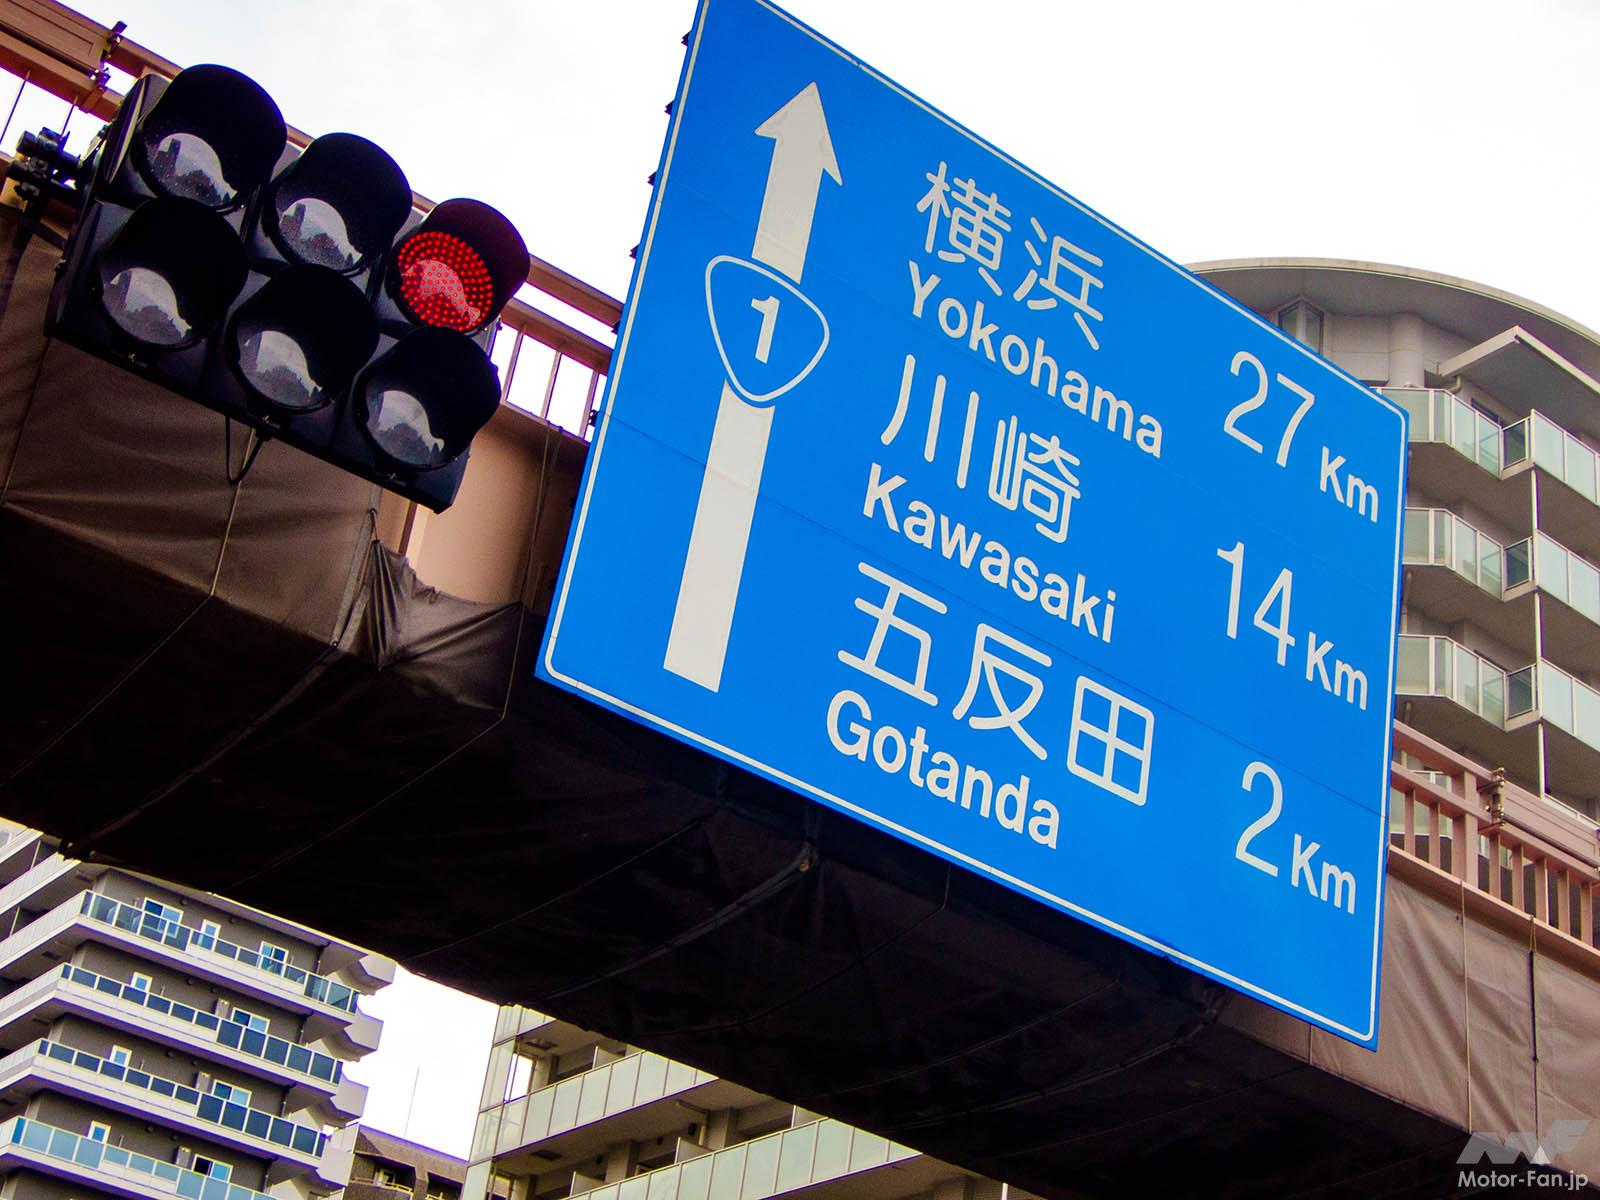 横浜 27 Km
Yokohama
1
川崎 14 Km
Kawasaki
五反田 2 Km
Gotanda
MF
Motor-Fan.jp